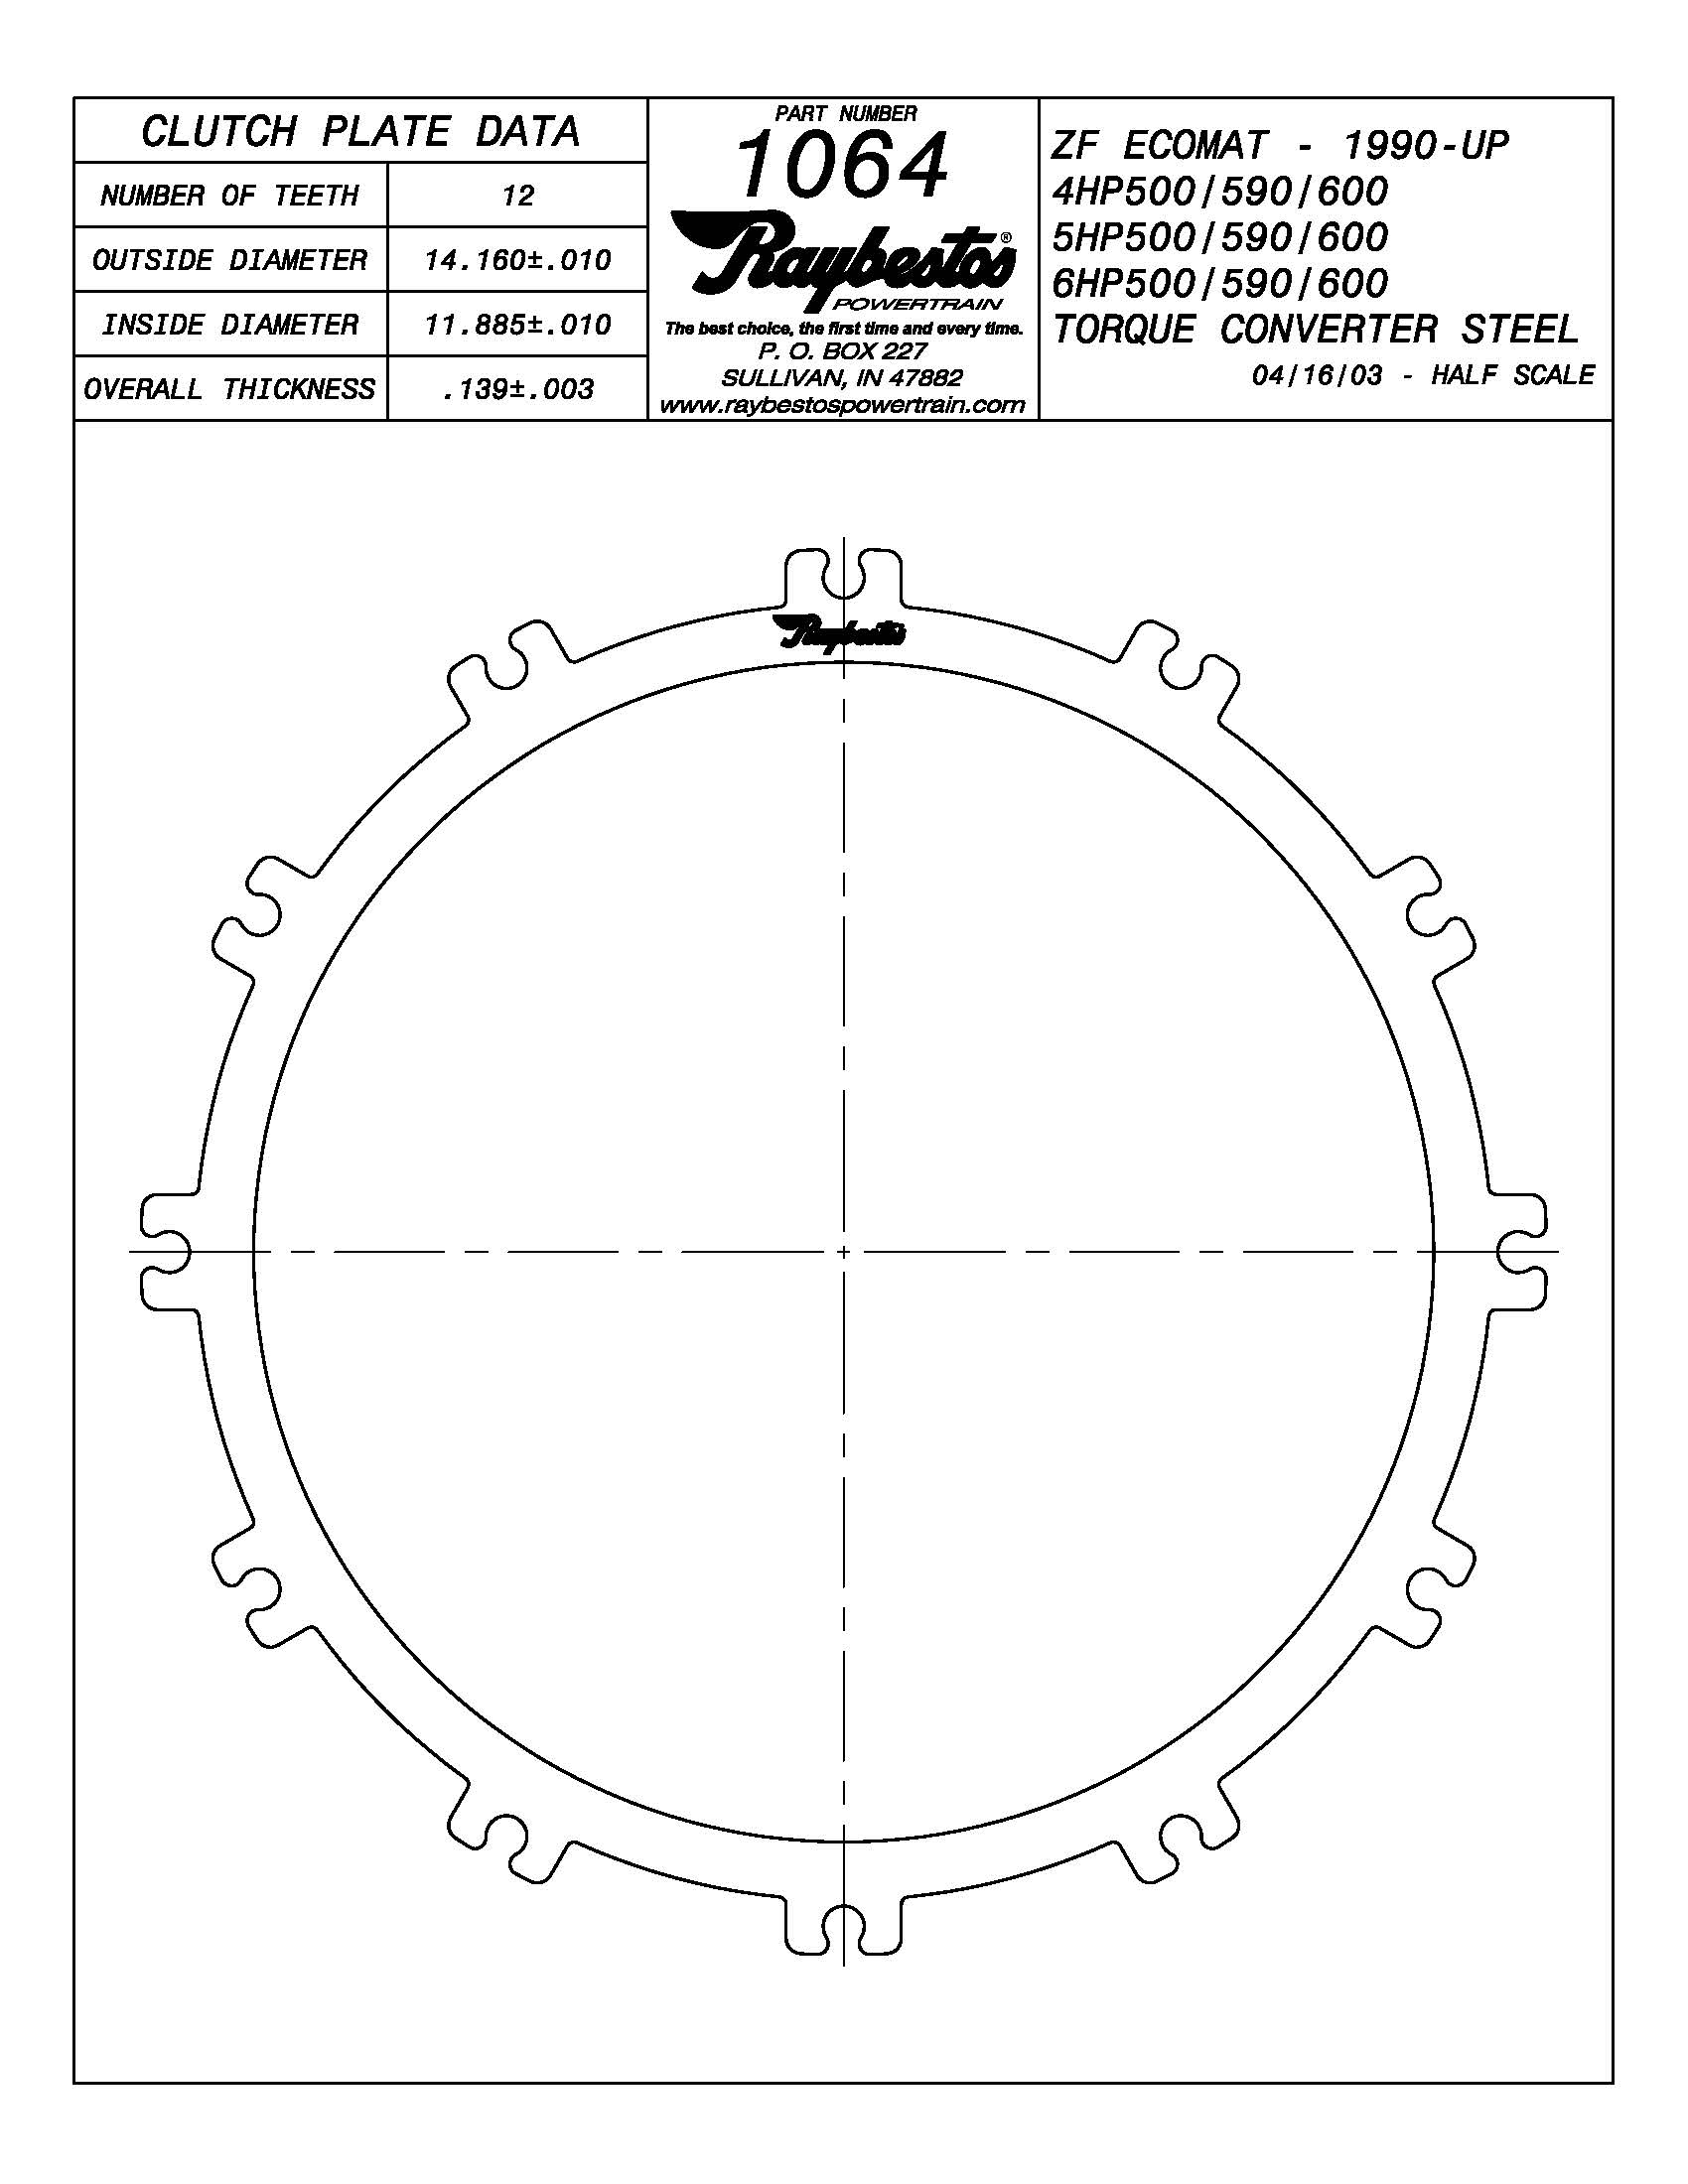 CLUTCH PLATE DATA
NUMBER OF TEETH 12
OUTSIDE DIAMETER 14.160±.010
INSIDE DIAMETER 11.885±.010
OVERALL THICKNESS .139±.003
PART NUMBER
1064
Raybestos®
POWERTRAIN
The best choice, the first time and every time.
P. O. BOX 227
SULLIVAN, IN 47882
www.raybestospowertrain.com
ZF ECOMAT - 1990-UP
4HP500/590/600
5HP500/590/600
6HP500/590/600
TORQUE CONVERTER STEEL
04/16/03 - HALF SCALE
Raybestos